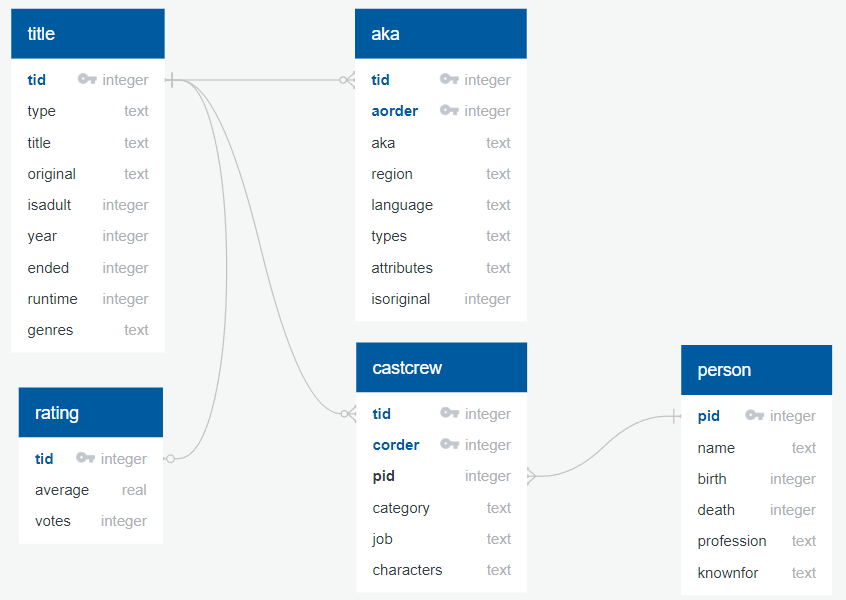 title
tid integer
type text
title text
original text
isadult integer
year integer
ended integer
runtime integer
genres text
aka
tid integer
aorder integer
aka text
region text
language text
types text
attributes text
isoriginal integer
rating
tid integer
average real
votes integer
castcrew
tid integer
corder integer
pid integer
category text
job text
characters text
person
pid integer
name text
birth integer
death integer
profession text
knownfor text